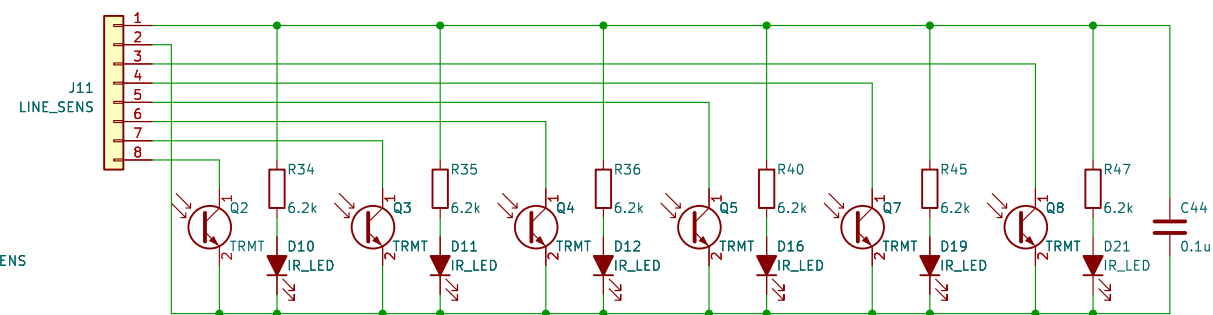 1
2
3
J11
4
LINE_SENS
5
6
7
8
R34
R35
R36
R40
R45
R47
1
1
1
1
1
1
Q2
6.2k
Q3
6.2k
Q4
6.2k
Q5
6.2k
Q7
6.2k
Q8
6.2k
C44
TRMT
D10
TRMT
D11
TRMT
D12
TRMT
D16
TRMT
D19
TRMT
D21
0.1u
2
IR_LED
2
IR_LED
2
IR_LED
2
IR_LED
2
IR_LED
2
IR_LED
ENS